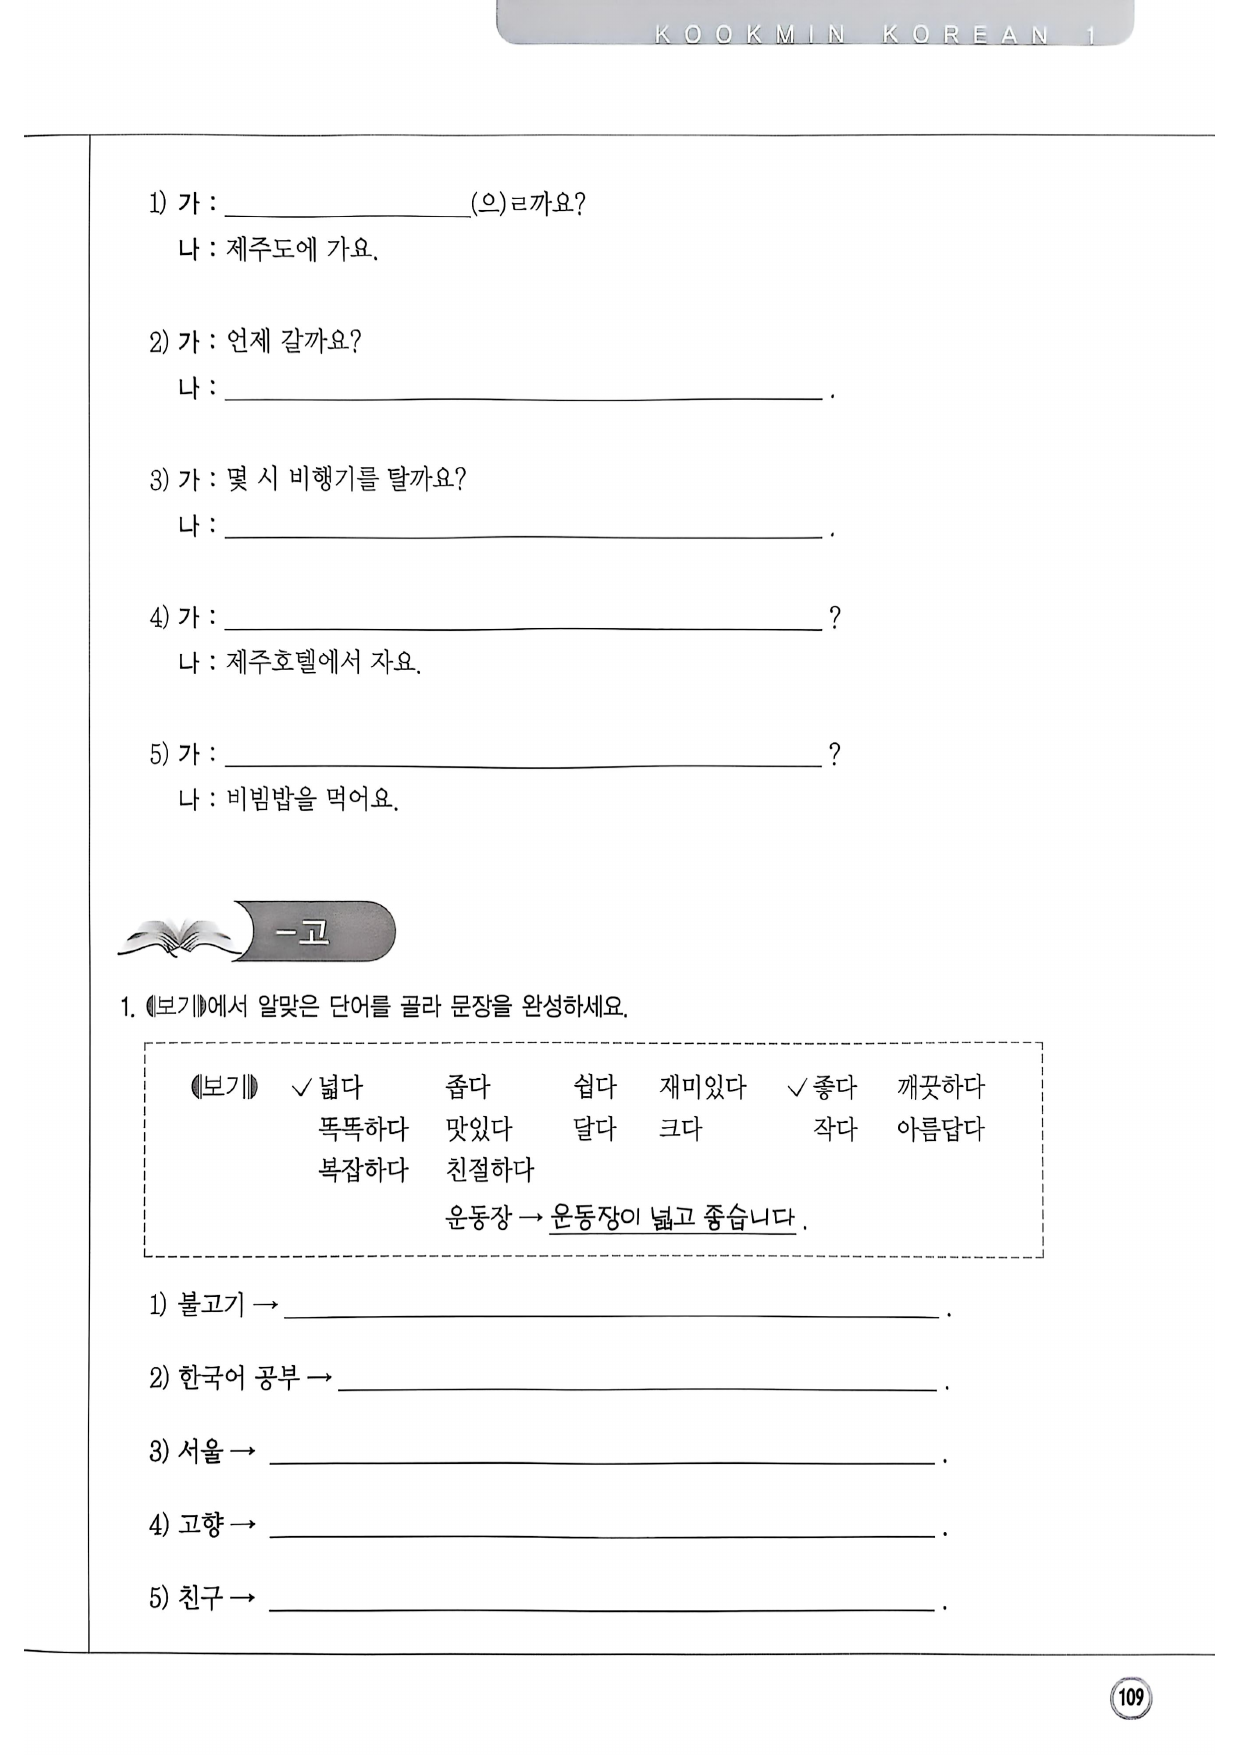 KOOKMIN KOREAN 1
1) 가 : (으)ㄹ까요?
나 : 제주도에 가요.
2) 가 : 언제 갈까요?
나 : .
3) 가 : 몇 시 비행기를 탈까요?
나 : .
4) 가 : ?
나 : 제주호텔에서 자요.
5) 가 : ?
나 : 비빔밥을 먹어요.
-고
1. 《보기》에서 알맞은 단어를 골라 문장을 완성하세요.
《보기》 ✓넓다 좁다 쉽다 재미있다 ✓좋다 깨끗하다
똑똑하다 맛있다 달다 크다 작다 아름답다
복잡하다 친절하다
운동장 → 운동장이 넓고 좋습니다.
1) 불고기 → .
2) 한국어 공부 → .
3) 서울 → .
4) 고향 → .
5) 친구 → .
109